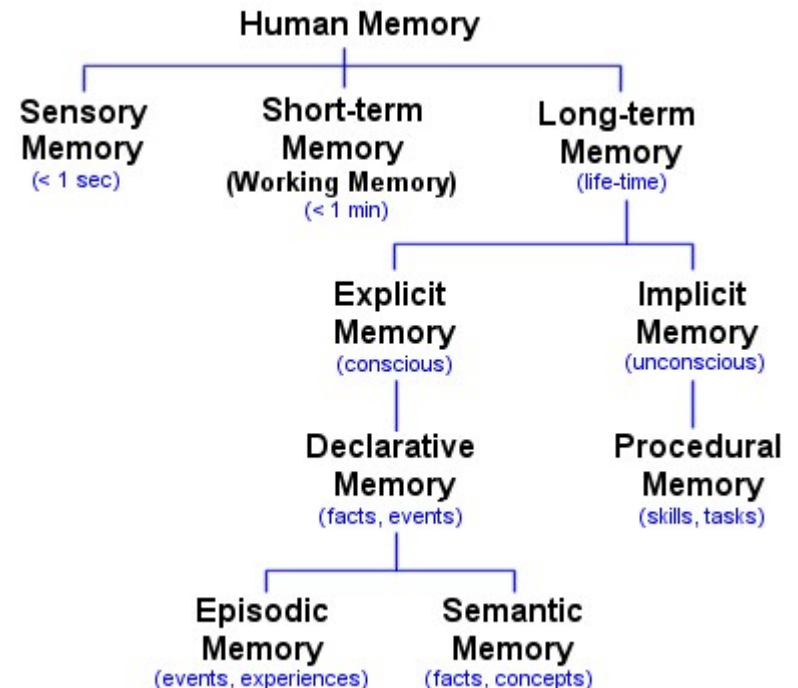 Human Memory
Sensory
Memory
(< 1 sec)
Short-term
Memory
(Working Memory)
(< 1 min)
Long-term
Memory
(life-time)
Explicit
Memory
(conscious)
Implicit
Memory
(unconscious)
Declarative
Memory
(facts, events)
Procedural
Memory
(skills, tasks)
Episodic
Memory
(events, experiences)
Semantic
Memory
(facts, concepts)